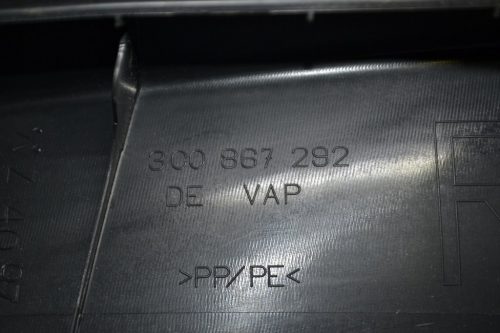 3C0 867 292
DE VAP
>PP/PE<
R